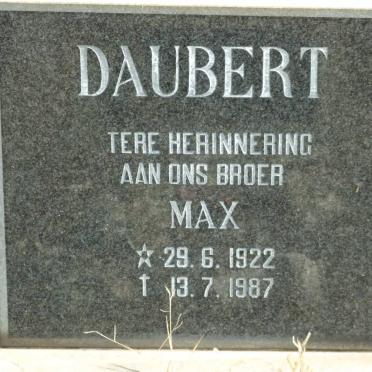 DAUBERT
TERE HERINNERING
AAN ONS BROER
MAX
☆ 29. 6. 1922
† 13. 7. 1987